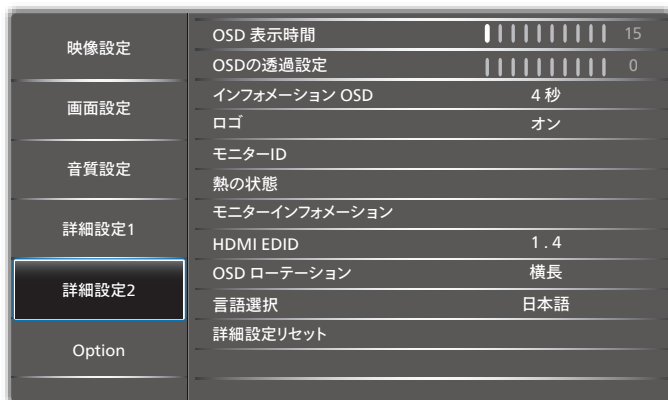 映像設定
画面設定
音質設定
詳細設定1
詳細設定2
Option
OSD 表示時間 15
OSDの透過設定 0
インフォメーション OSD 4 秒
ロゴ オン
モニターID
熱の状態
モニターインフォメーション
HDMI EDID 1 . 4
OSD ローテーション 横長
言語選択 日本語
詳細設定リセット